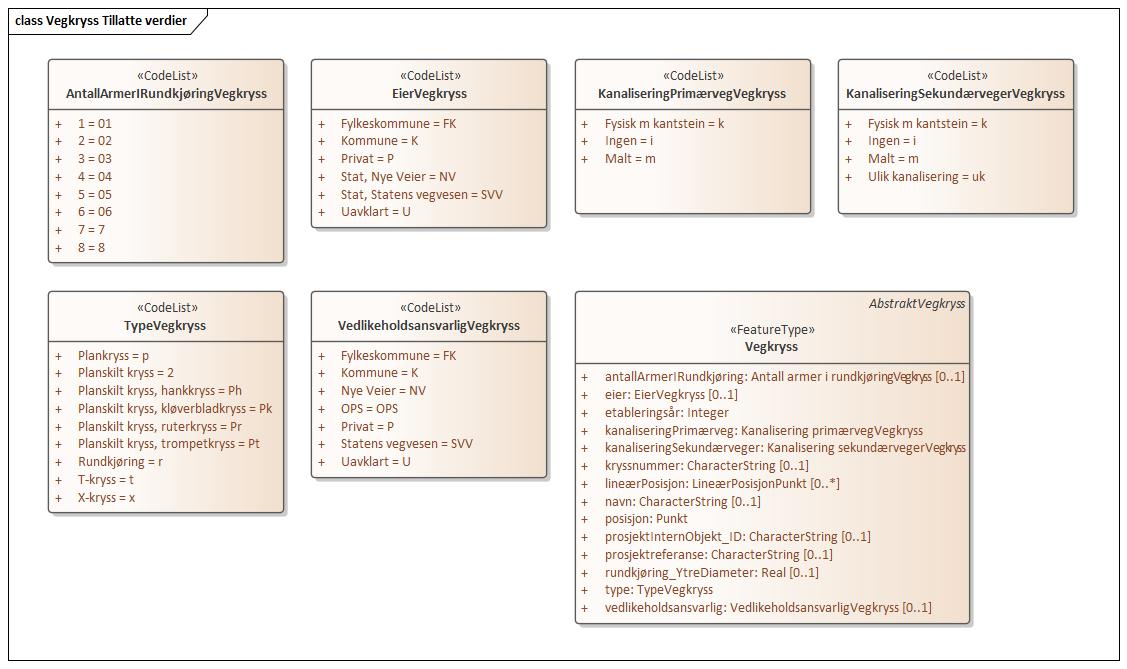 class Vegkryss Tillatte verdier
«CodeList»
AntallArmerIRundkjøringVegkryss
+ 1 = 01
+ 2 = 02
+ 3 = 03
+ 4 = 04
+ 5 = 05
+ 6 = 06
+ 7 = 7
+ 8 = 8
«CodeList»
EierVegkryss
+ Fylkeskommune = FK
+ Kommune = K
+ Privat = P
+ Stat, Nye Veier = NV
+ Stat, Statens vegvesen = SVV
+ Uavklart = U
«CodeList»
KanaliseringPrimærvegVegkryss
+ Fysisk m kantstein = k
+ Ingen = i
+ Malt = m
«CodeList»
KanaliseringSekundærvegerVegkryss
+ Fysisk m kantstein = k
+ Ingen = i
+ Malt = m
+ Ulik kanalisering = uk
«CodeList»
TypeVegkryss
+ Plankryss = p
+ Planskilt kryss = 2
+ Planskilt kryss, hankkryss = Ph
+ Planskilt kryss, kløverbladkryss = Pk
+ Planskilt kryss, ruterkryss = Pr
+ Planskilt kryss, trompetkryss = Pt
+ Rundkjøring = r
+ T-kryss = t
+ X-kryss = x
«CodeList»
VedlikeholdsansvarligVegkryss
+ Fylkeskommune = FK
+ Kommune = K
+ Nye Veier = NV
+ OPS = OPS
+ Privat = P
+ Statens vegvesen = SVV
+ Uavklart = U
AbstraktVegkryss
«FeatureType»
Vegkryss
+ antallArmerIRundkjøring: Antall armer i rundkjøringVegkryss [0..1]
+ eier: EierVegkryss [0..1]
+ etableringsår: Integer
+ kanaliseringPrimærveg: Kanalisering primærvegVegkryss
+ kanaliseringSekundærveger: Kanalisering sekundærvegerVegkryss
+ kryssnummer: CharacterString [0..1]
+ lineærPosisjon: LineærPosisjonPunkt [0..*]
+ navn: CharacterString [0..1]
+ posisjon: Punkt
+ prosjektInternObjekt_ID: CharacterString [0..1]
+ prosjektreferanse: CharacterString [0..1]
+ rundkjøring_YtreDiameter: Real [0..1]
+ type: TypeVegkryss
+ vedlikeholdsansvarlig: VedlikeholdsansvarligVegkryss [0..1]